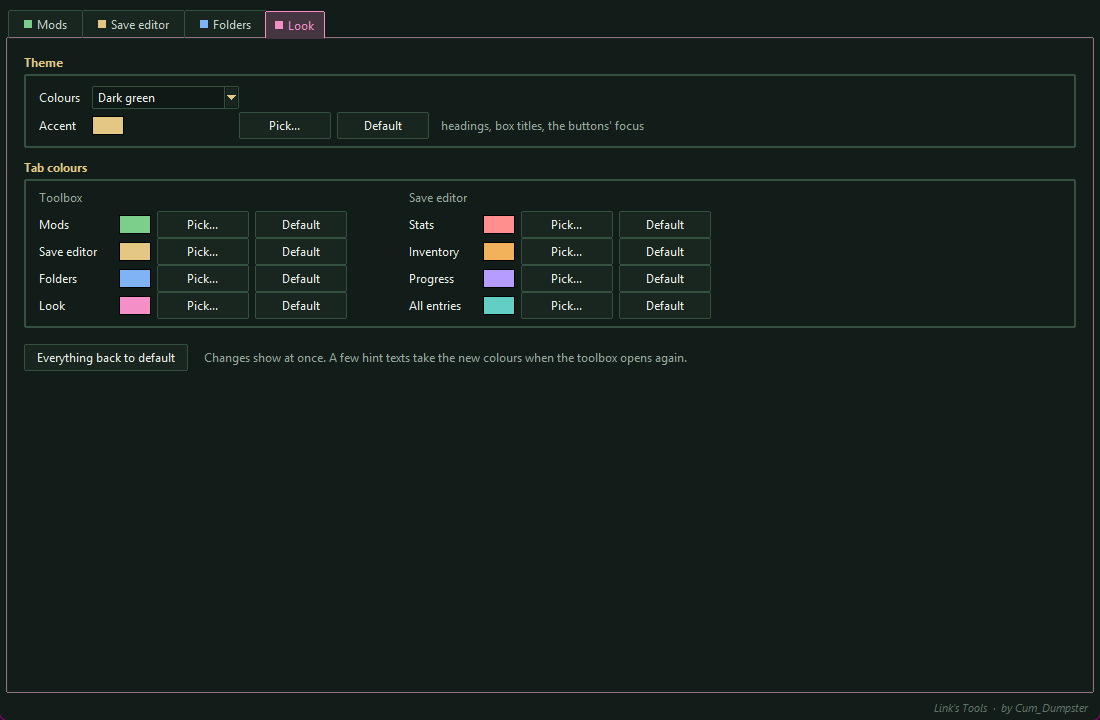 Mods Save editor Folders Look
Theme
Colours Dark green
Accent Pick... Default headings, box titles, the buttons' focus
Tab colours
Toolbox Save editor
Mods Pick... Default Stats Pick... Default
Save editor Pick... Default Inventory Pick... Default
Folders Pick... Default Progress Pick... Default
Look Pick... Default All entries Pick... Default
Everything back to default Changes show at once. A few hint texts take the new colours when the toolbox opens again.
Link's Tools · by Cum_Dumpster